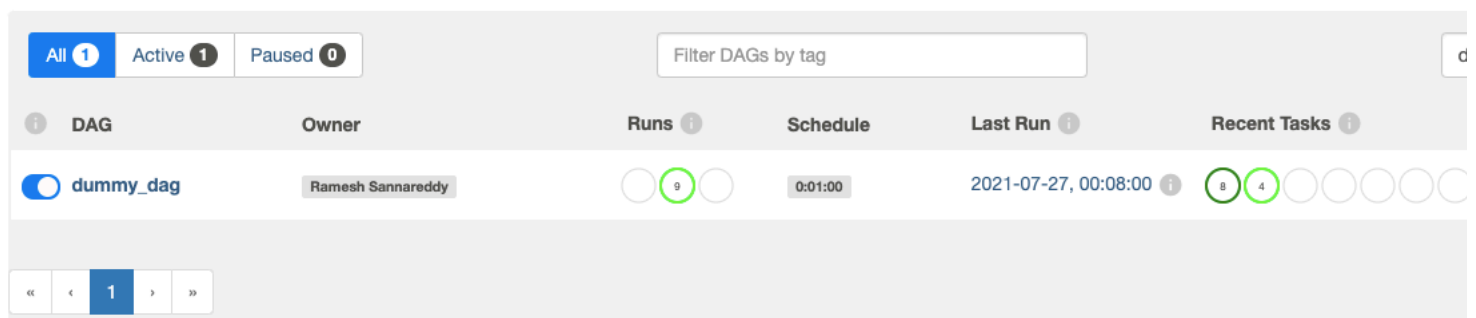 All 1 Active 1 Paused 0 Filter DAGs by tag d
DAG Owner Runs Schedule Last Run Recent Tasks
dummy_dag Ramesh Sannareddy 9 0:01:00 2021-07-27, 00:08:00 8 4
« ‹ 1 › »